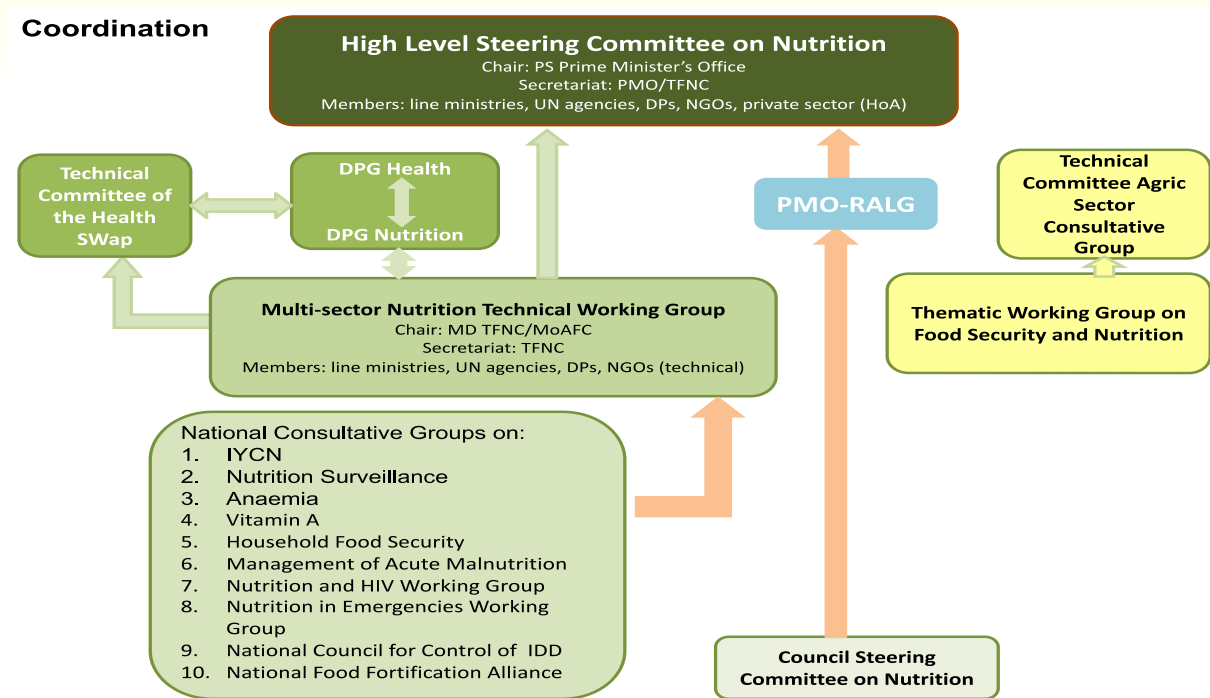 Coordination
High Level Steering Committee on Nutrition
Chair: PS Prime Minister's Office
Secretariat: PMO/TFNC
Members: line ministries, UN agencies, DPs, NGOs, private sector (HoA)
Technical
Committee of
the Health
SWap
DPG Health
DPG Nutrition
PMO-RALG
Technical
Committee Agric
Sector
Consultative
Group
Multi-sector Nutrition Technical Working Group
Chair: MD TFNC/MoAFC
Secretariat: TFNC
Members: line ministries, UN agencies, DPs, NGOs (technical)
Thematic Working Group on
Food Security and Nutrition
National Consultative Groups on:
1. IYCN
2. Nutrition Surveillance
3. Anaemia
4. Vitamin A
5. Household Food Security
6. Management of Acute Malnutrition
7. Nutrition and HIV Working Group
8. Nutrition in Emergencies Working
Group
9. National Council for Control of IDD
10. National Food Fortification Alliance
Council Steering
Committee on Nutrition